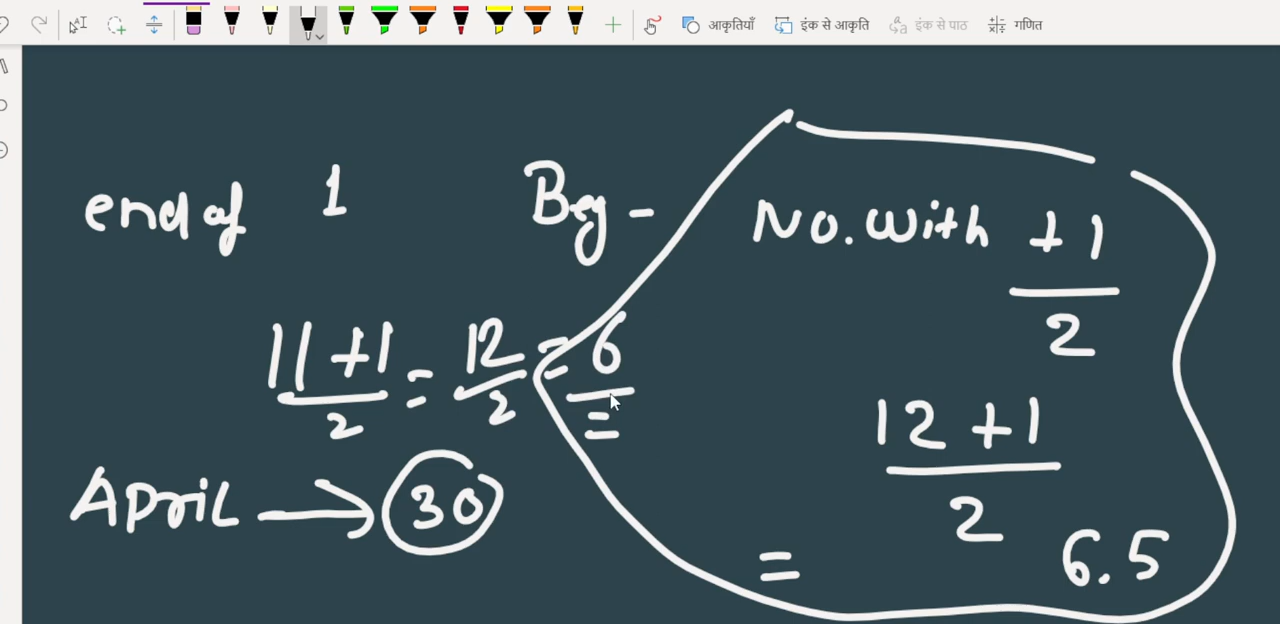 आकृतियाँ इंक से आकृति इंक से पाठ गणित
end of 1 Beg - No. With +1
2
11 +1 = 12 = 6
2 2
12 +1
2
April → 30
= 6.5